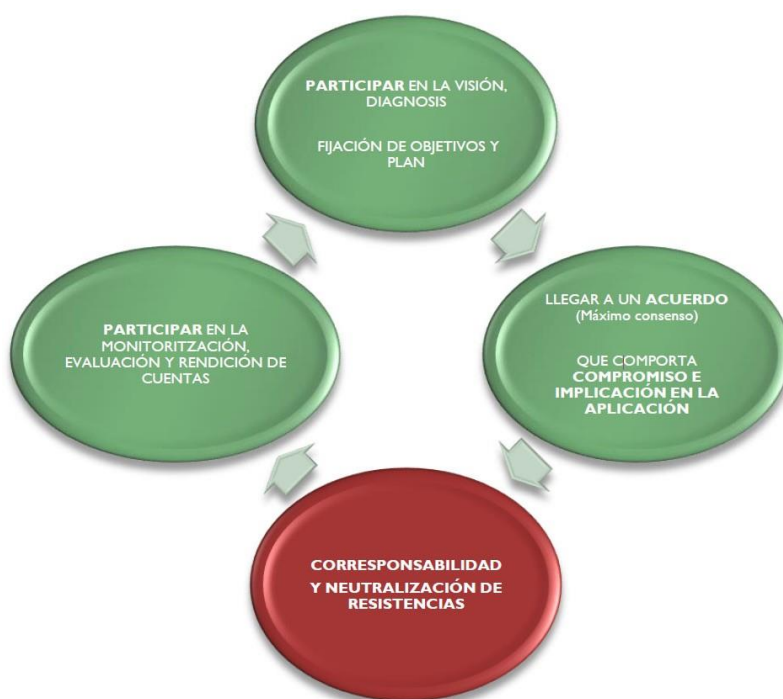 PARTICIPAR EN LA VISIÓN,
DIAGNOSIS
FIJACIÓN DE OBJETIVOS Y
PLAN
LLEGAR A UN ACUERDO
(Máximo consenso)
QUE COMPORTA
COMPROMISO E
IMPLICACIÓN EN LA
APLICACIÓN
CORRESPONSABILIDAD
Y NEUTRALIZACIÓN DE
RESISTENCIAS
PARTICIPAR EN LA
MONITORITZACIÓN,
EVALUACIÓN Y RENDICIÓN DE
CUENTAS